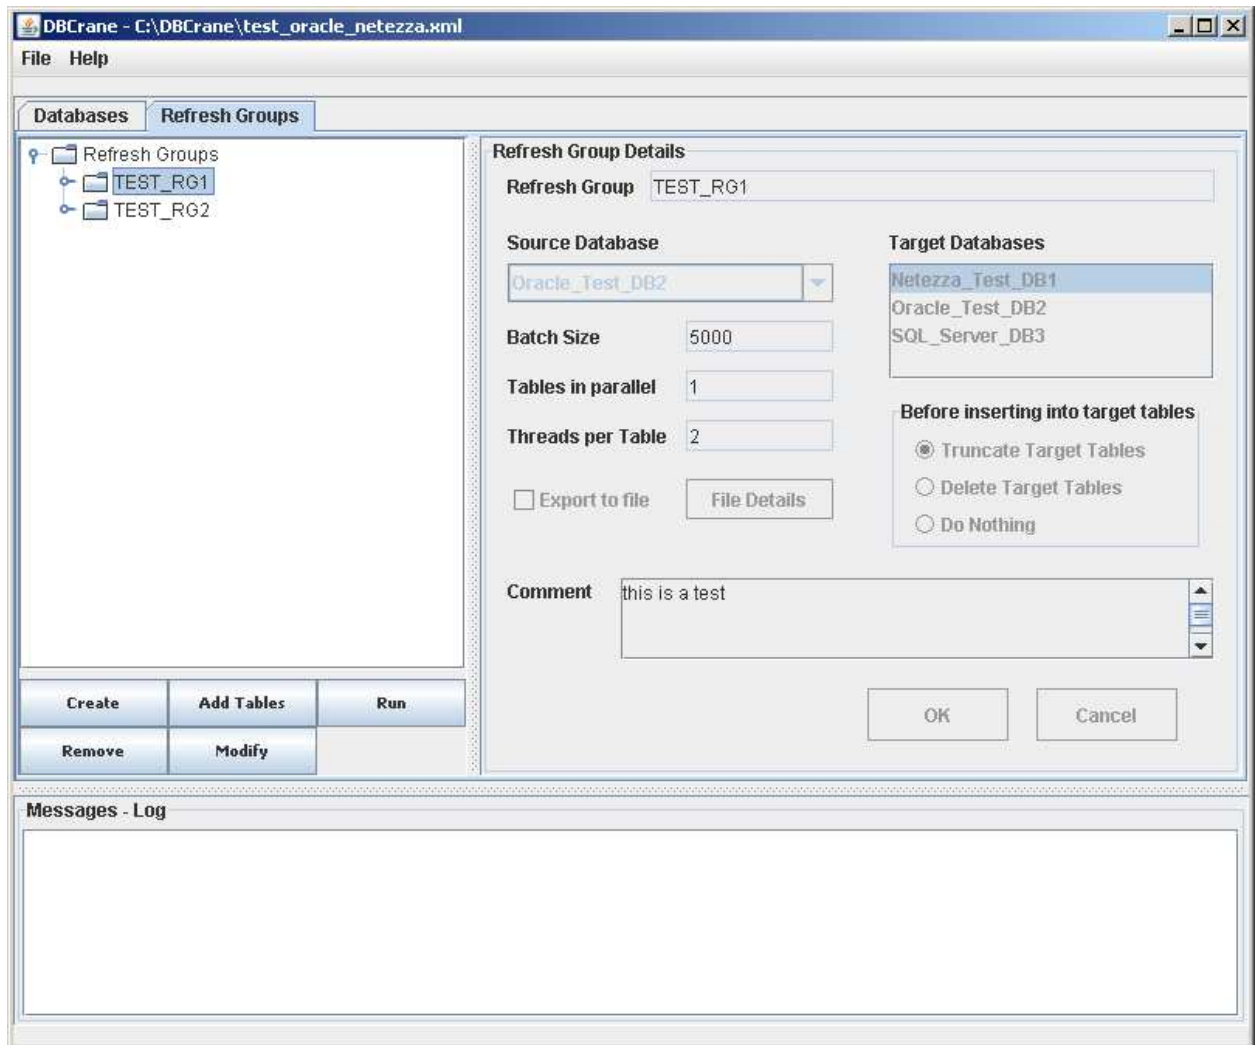 DBCrane - C:\DBCrane\test_oracle_netezza.xml
File Help
Databases Refresh Groups
Refresh Groups
TEST_RG1
TEST_RG2
Create Add Tables Run
Remove Modify
Refresh Group Details
Refresh Group TEST_RG1
Source Database
Oracle_Test_DB2
Batch Size 5000
Tables in parallel 1
Threads per Table 2
Export to file File Details
Target Databases
Netezza_Test_DB1
Oracle_Test_DB2
SQL_Server_DB3
Before inserting into target tables
Truncate Target Tables
Delete Target Tables
Do Nothing
Comment this is a test
OK Cancel
Messages - Log